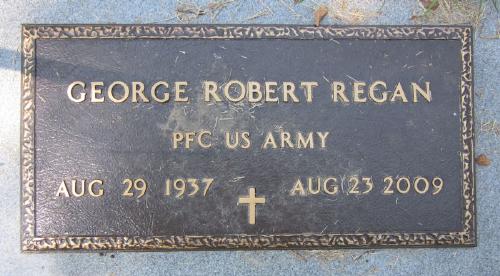 GEORGE ROBERT REGAN
PFC US ARMY
AUG 29 1937 AUG 23 2009